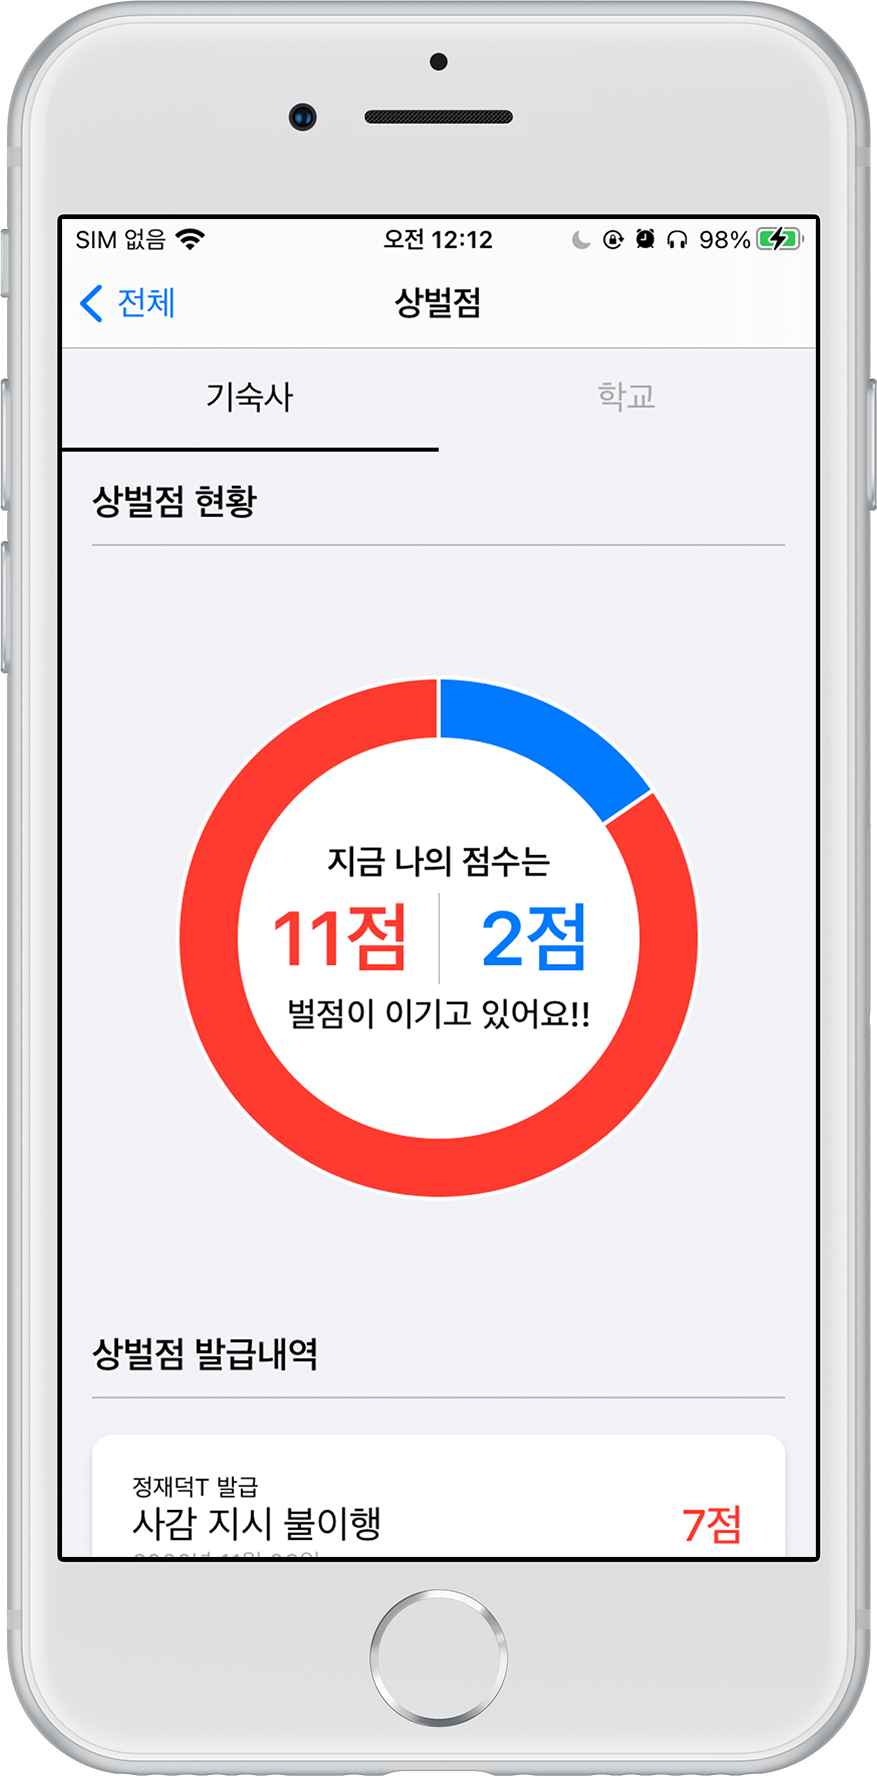 SIM 없음 오전 12:12 98%
전체 상벌점
기숙사 학교
상벌점 현황
지금 나의 점수는
11점 2점
벌점이 이기고 있어요!!
상벌점 발급내역
정재덕T 발급
사감 지시 불이행 7점